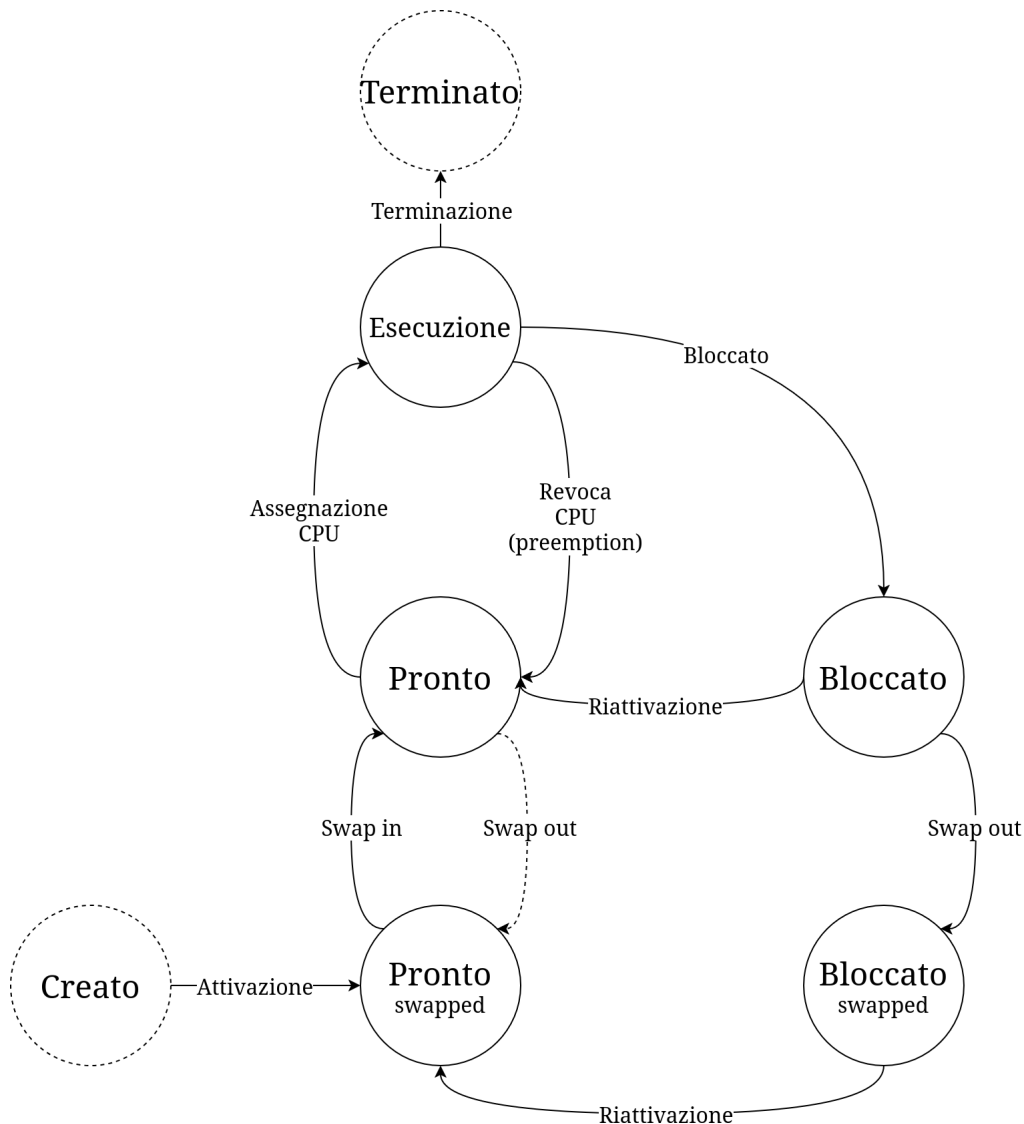 Terminato
Terminazione
Esecuzione
Bloccato
Assegnazione
CPU
Revoca
CPU
(preemption)
Pronto
Bloccato
Riattivazione
Swap in
Swap out
Swap out
Creato
Attivazione
Pronto
swapped
Bloccato
swapped
Riattivazione